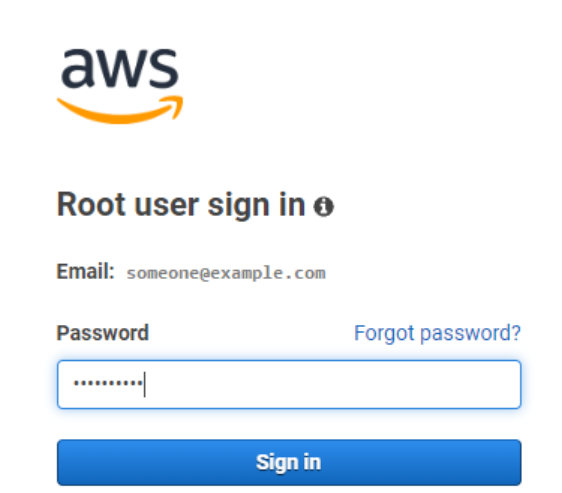 aws
Root user sign in
Email: someone@example.com
Password Forgot password?
••••••••••
Sign in